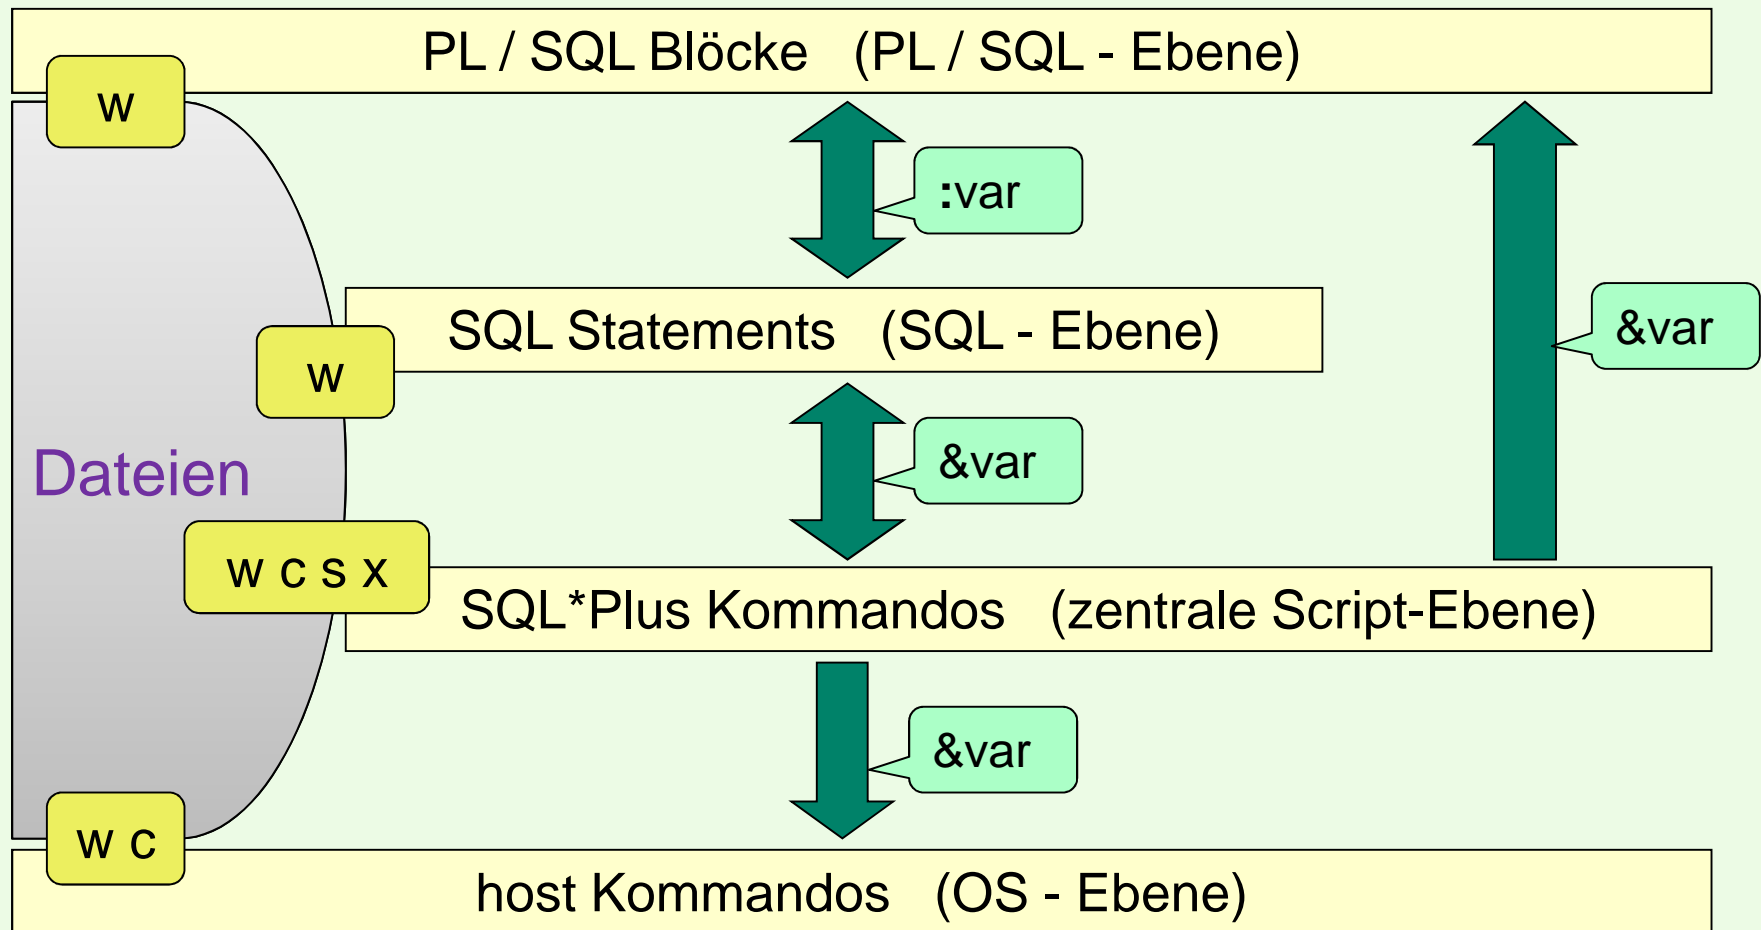 PL / SQL Blöcke (PL / SQL - Ebene)
w
:var
&var
SQL Statements (SQL - Ebene)
w
&var
Dateien
w c s x
SQL*Plus Kommandos (zentrale Script-Ebene)
&var
w c
host Kommandos (OS - Ebene)